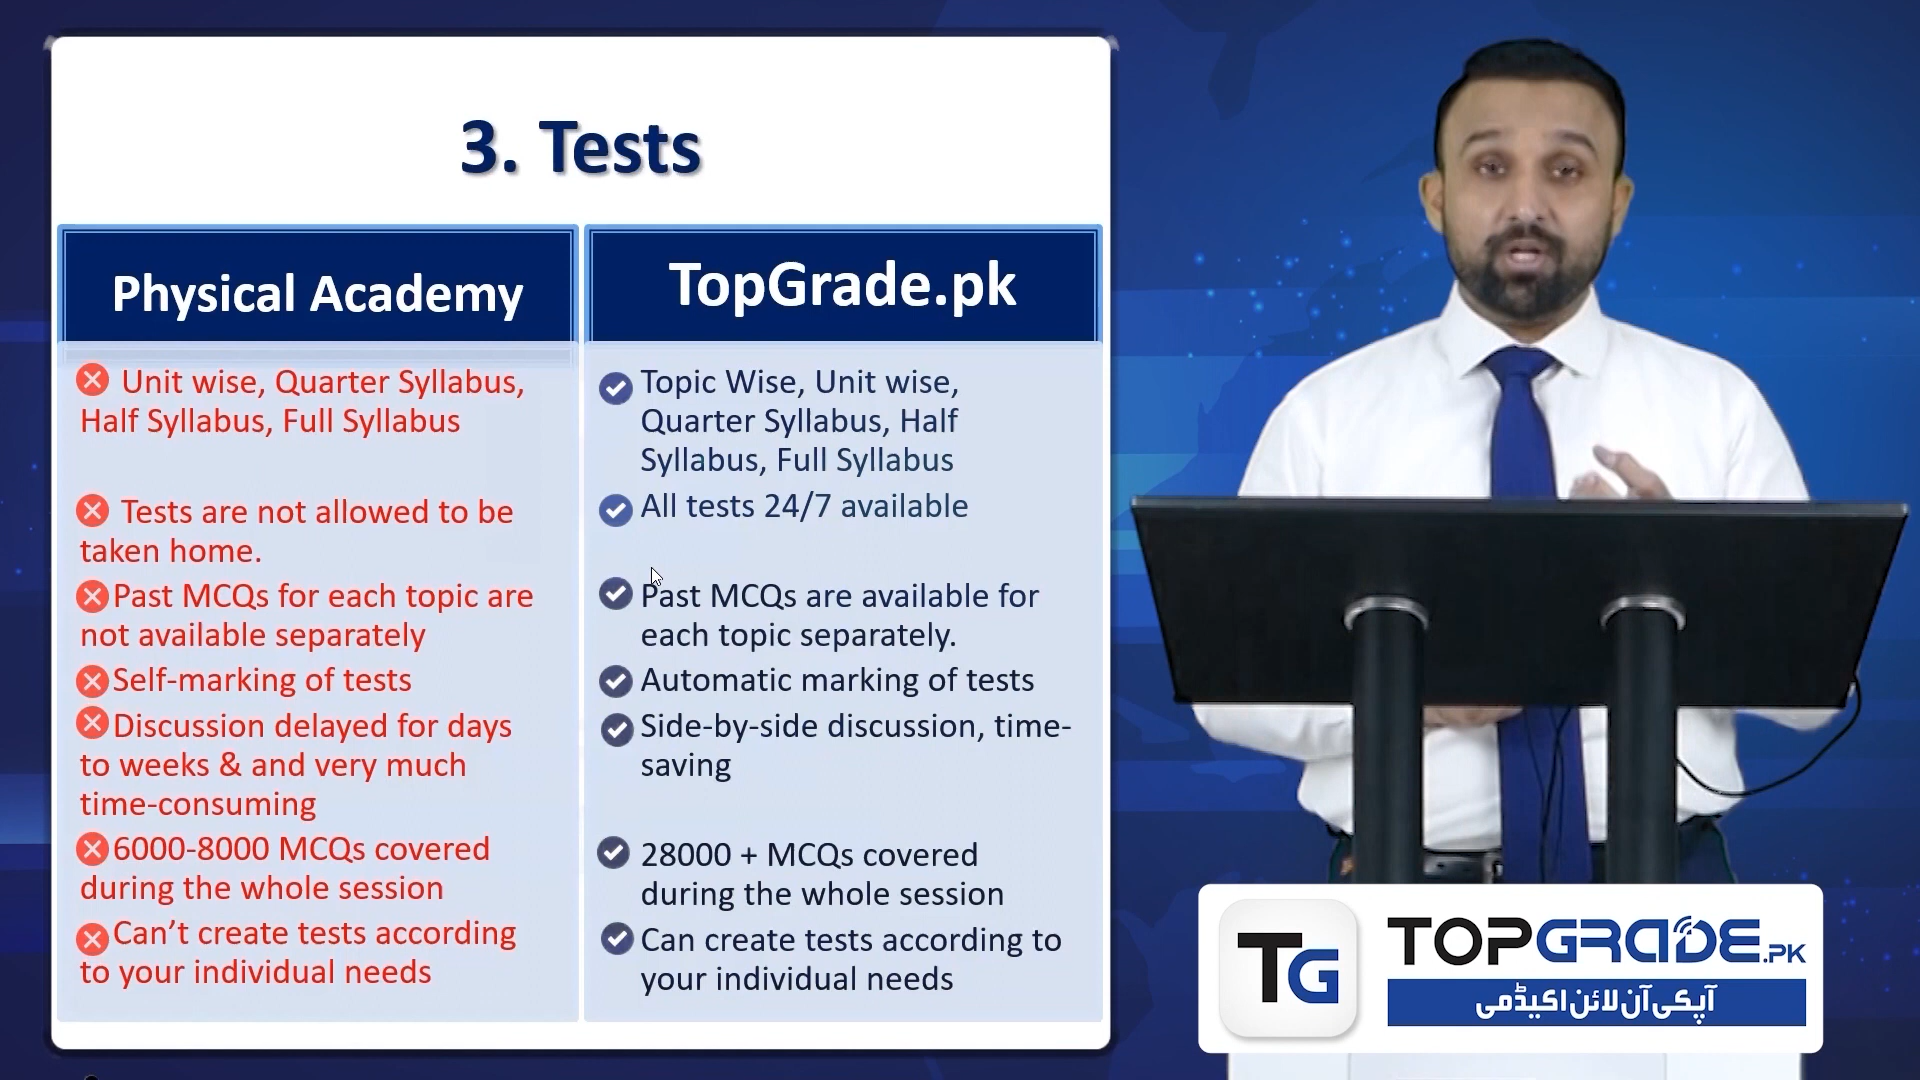 3. Tests
Physical Academy
Unit wise, Quarter Syllabus,
Half Syllabus, Full Syllabus
Tests are not allowed to be
taken home.
Past MCQs for each topic are
not available separately
Self-marking of tests
Discussion delayed for days
to weeks & and very much
time-consuming
6000-8000 MCQs covered
during the whole session
Can’t create tests according
to your individual needs
TopGrade.pk
Topic Wise, Unit wise,
Quarter Syllabus, Half
Syllabus, Full Syllabus
All tests 24/7 available
Past MCQs are available for
each topic separately.
Automatic marking of tests
Side-by-side discussion, time-
saving
28000 + MCQs covered
during the whole session
Can create tests according to
your individual needs
TG
TOPGRADE.PK
آپکی آن لائن اکیڈمی